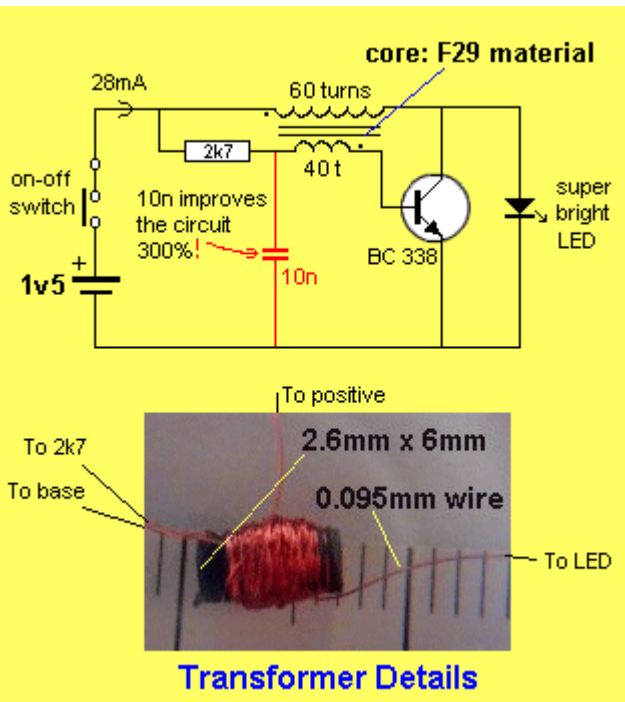 core: F29 material
28mA
60 turns
2k7
40 t
on-off
switch
10n improves
the circuit
300%!
10n
BC 338
super
bright
LED
+
1v5
To positive
To 2k7
2.6mm x 6mm
To base
0.095mm wire
To LED
Transformer Details